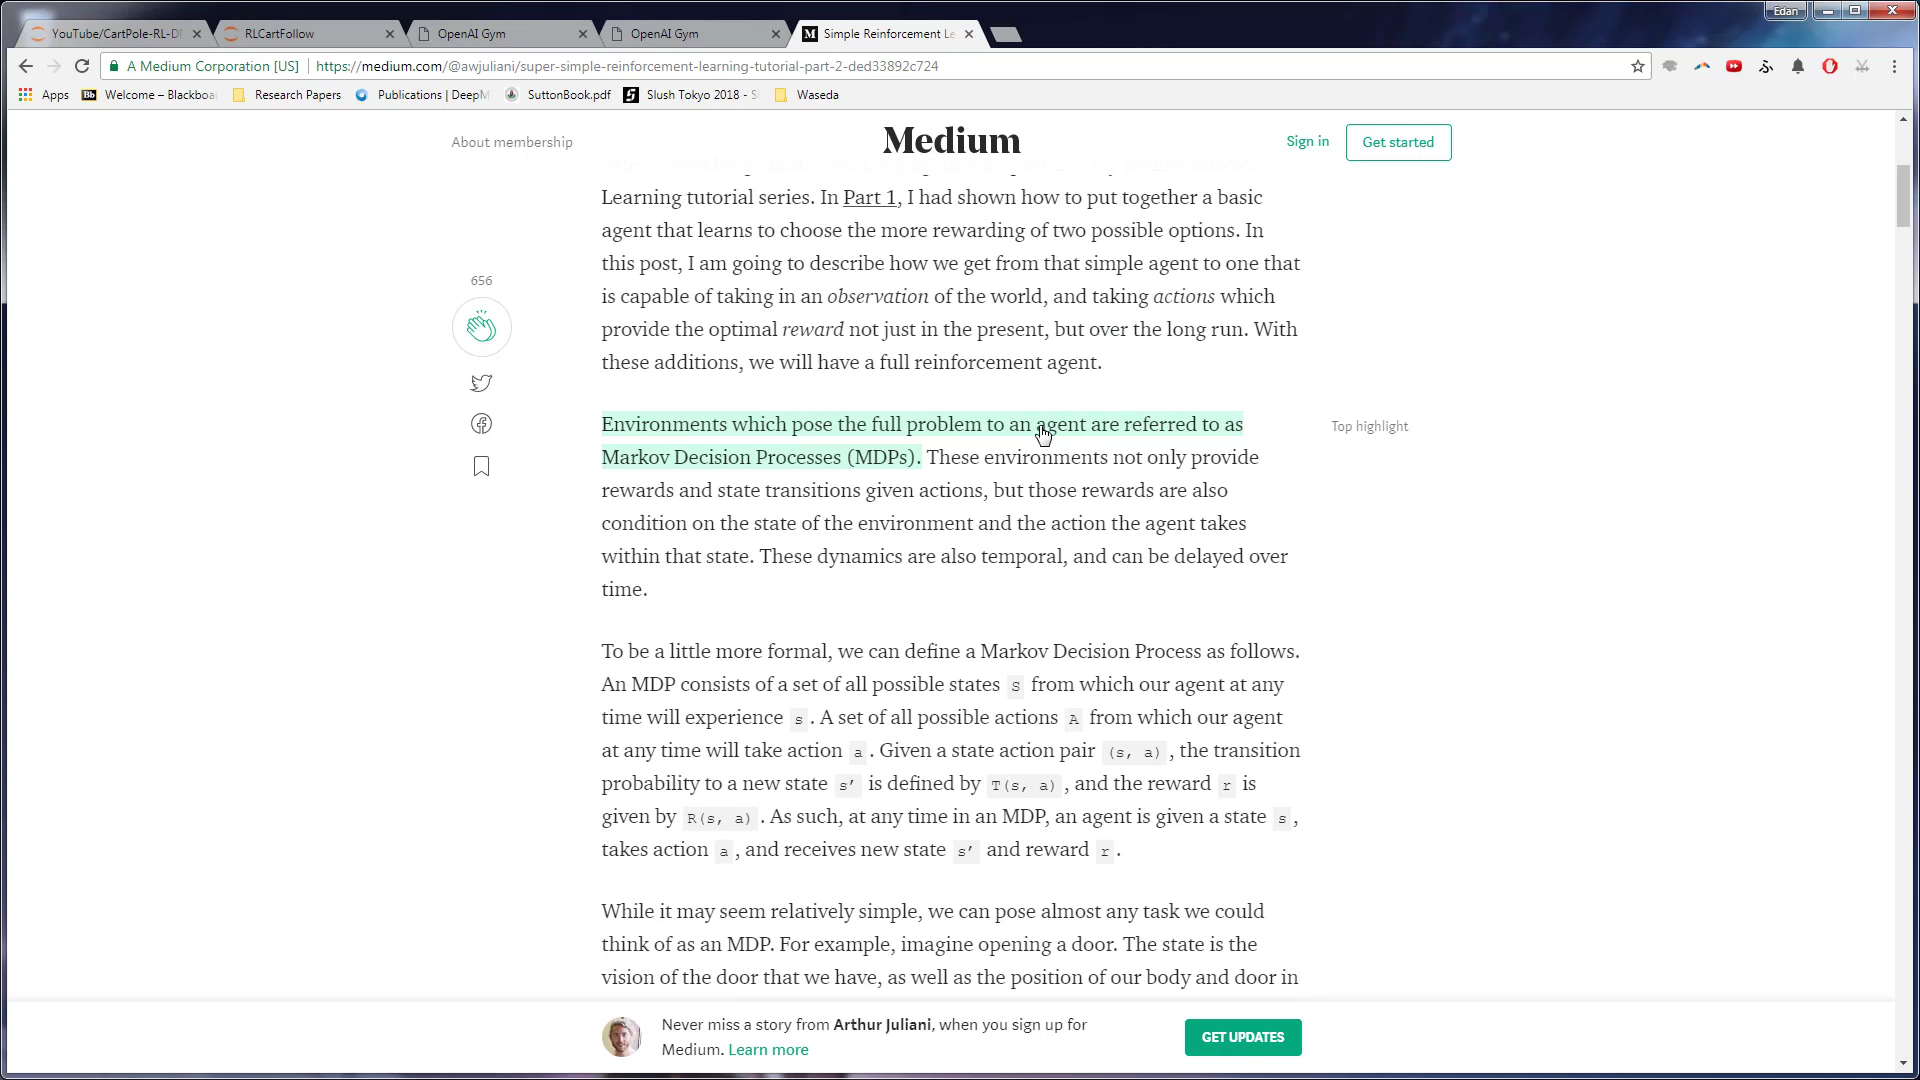 Edan
YouTube/CartPole-RL-D
RLCartFollow
OpenAI Gym
OpenAI Gym
Simple Reinforcement Le
A Medium Corporation [US]
https://medium.com/@awjuliani/super-simple-reinforcement-learning-tutorial-part-2-ded33892c724
Apps
Bb Welcome – Blackboa
Research Papers
Publications | DeepM
SuttonBook.pdf
Slush Tokyo 2018 - S
Waseda
About membership
Medium
Sign in
Get started
Learning tutorial series. In Part 1, I had shown how to put together a basic
agent that learns to choose the more rewarding of two possible options. In
this post, I am going to describe how we get from that simple agent to one that
is capable of taking in an observation of the world, and taking actions which
provide the optimal reward not just in the present, but over the long run. With
these additions, we will have a full reinforcement agent.
656
Environments which pose the full problem to an agent are referred to as
Markov Decision Processes (MDPs). These environments not only provide
rewards and state transitions given actions, but those rewards are also
condition on the state of the environment and the action the agent takes
within that state. These dynamics are also temporal, and can be delayed over
time.
Top highlight
To be a little more formal, we can define a Markov Decision Process as follows.
An MDP consists of a set of all possible states S from which our agent at any
time will experience s. A set of all possible actions A from which our agent
at any time will take action a. Given a state action pair (s, a), the transition
probability to a new state s’ is defined by T(s, a), and the reward r is
given by R(s, a). As such, at any time in an MDP, an agent is given a state s,
takes action a, and receives new state s’ and reward r.
While it may seem relatively simple, we can pose almost any task we could
think of as an MDP. For example, imagine opening a door. The state is the
vision of the door that we have, as well as the position of our body and door in
Never miss a story from Arthur Juliani, when you sign up for
Medium. Learn more
GET UPDATES